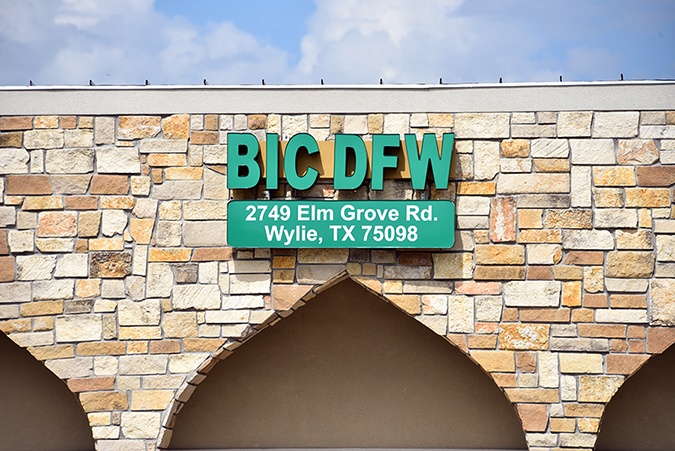 BIC DFW
2749 Elm Grove Rd.
Wylie, TX 75098